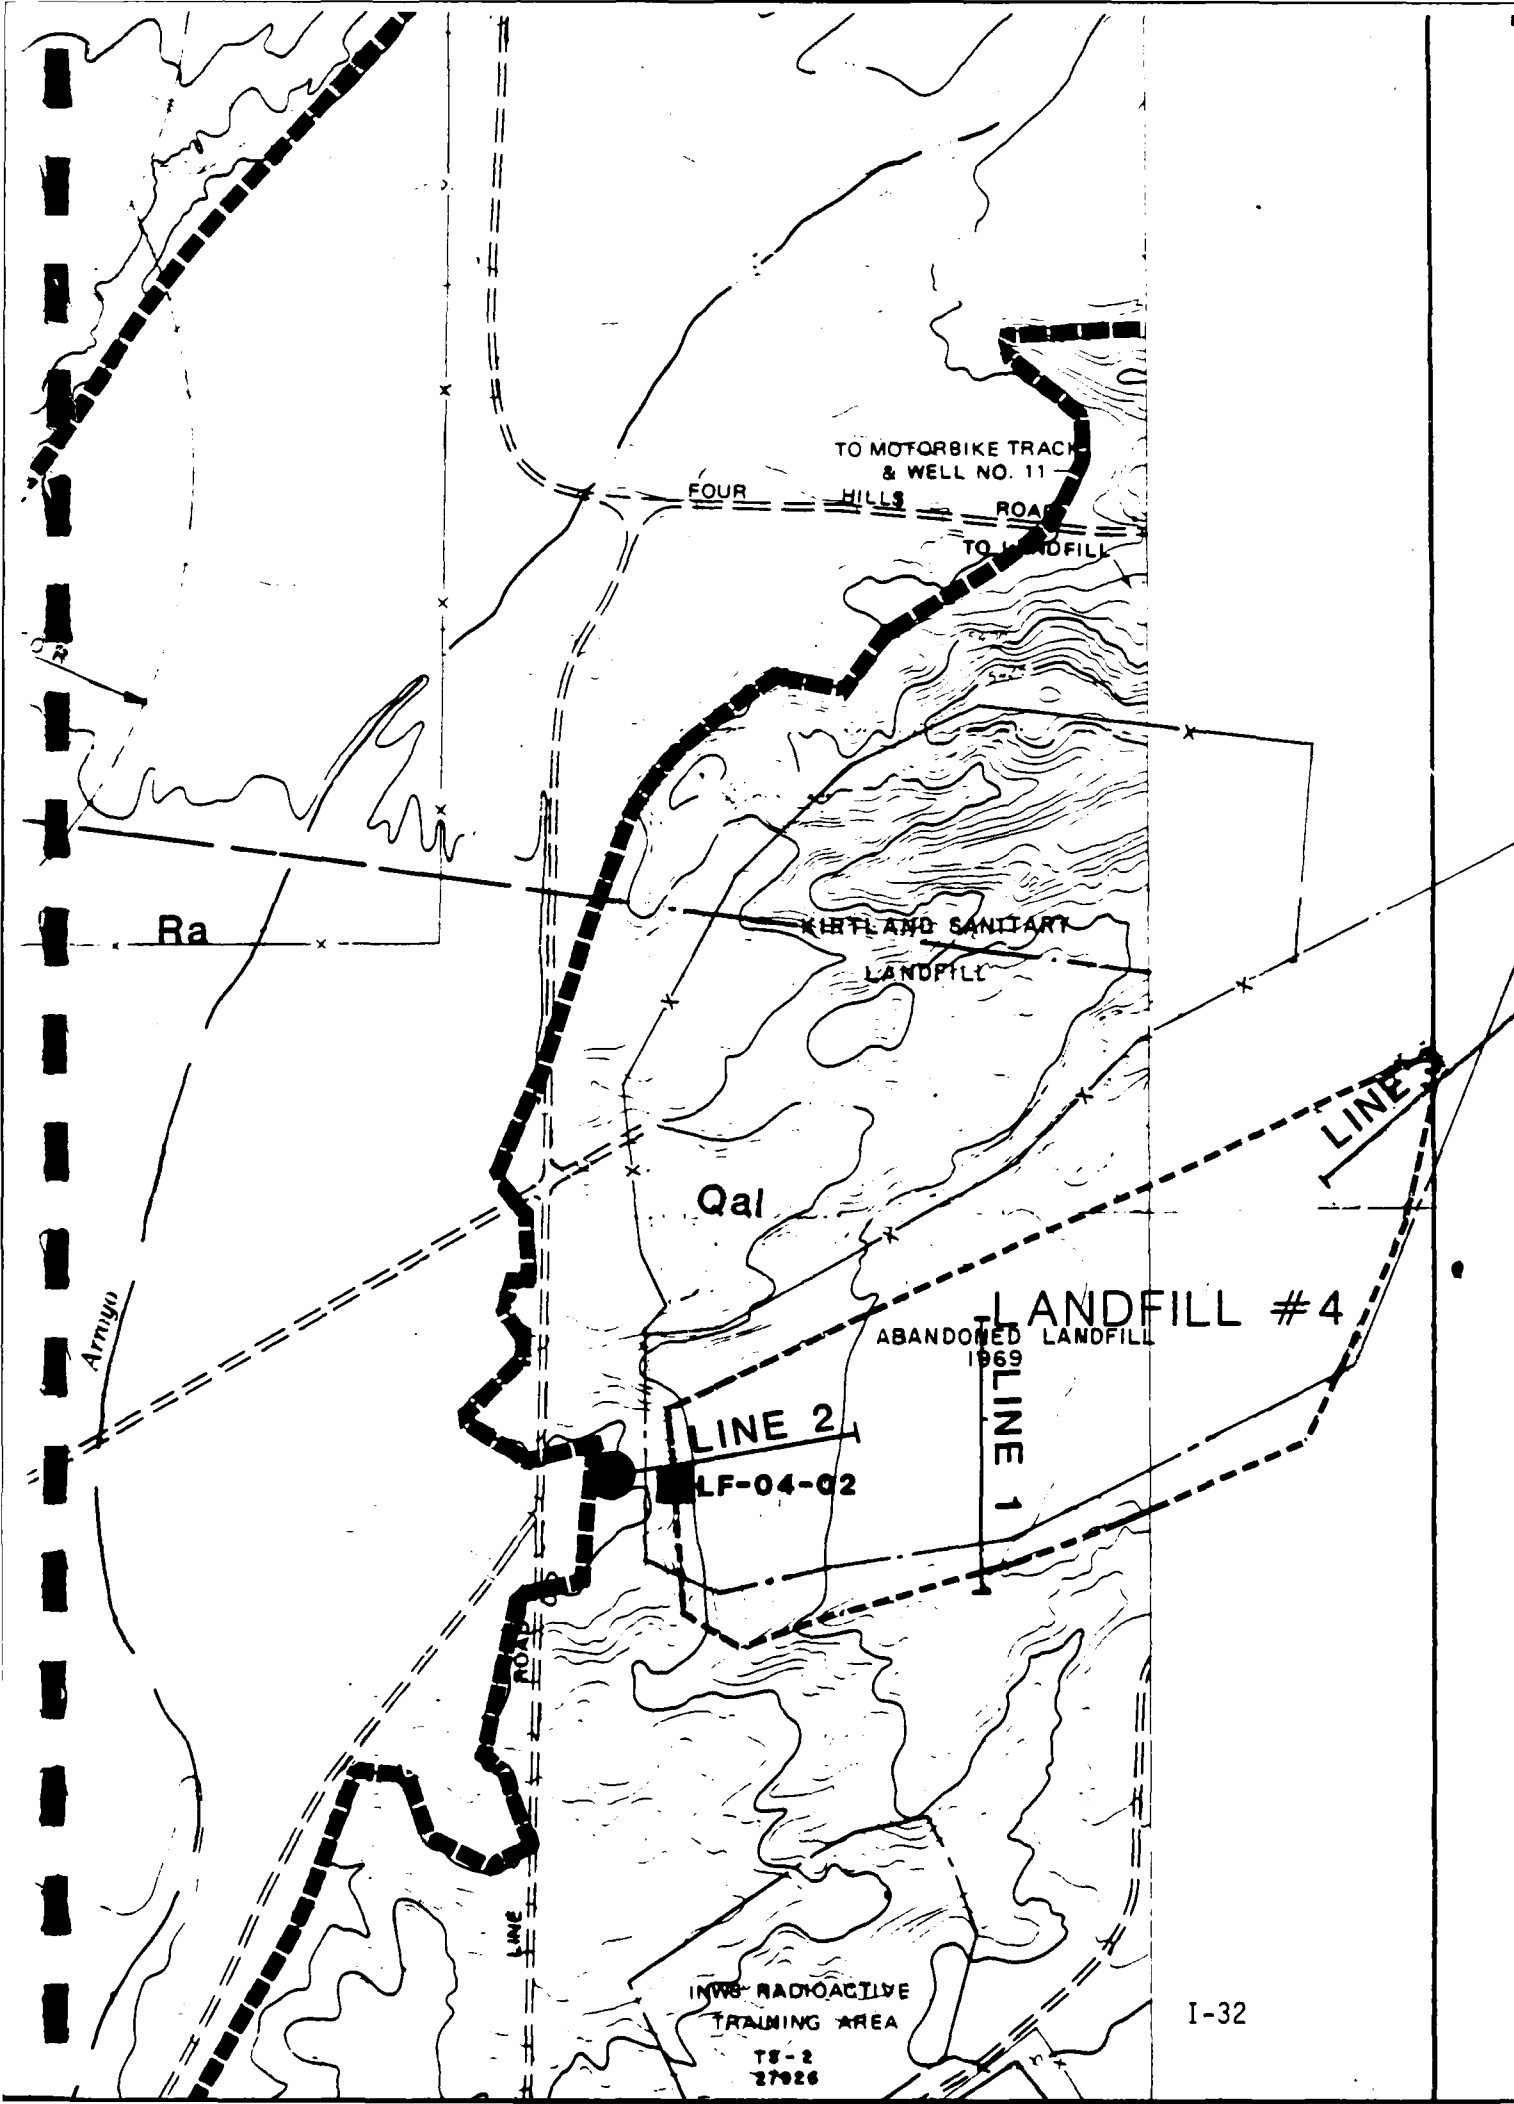 TO MOTORBIKE TRACK
& WELL NO. 11
FOUR HILLS ROAD
TO LANDFILL
Ra
KIRTLAND SANITARY
LANDFILL
LINE
Qal
LANDFILL #4
ABANDONED LANDFILL
1969
Arroyo
LINE 2
LINE 1
LF-04-02
ROAD
LINE
INWS RADIOACTIVE
TRAINING AREA
TS-2
27926
I-32